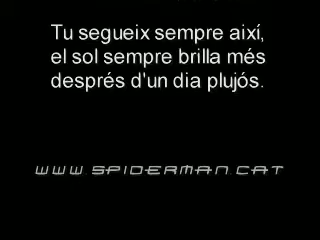 Tu segueix sempre així,
el sol sempre brilla més
després d'un dia plujós.
WWW.SPIDERMAN.CAT